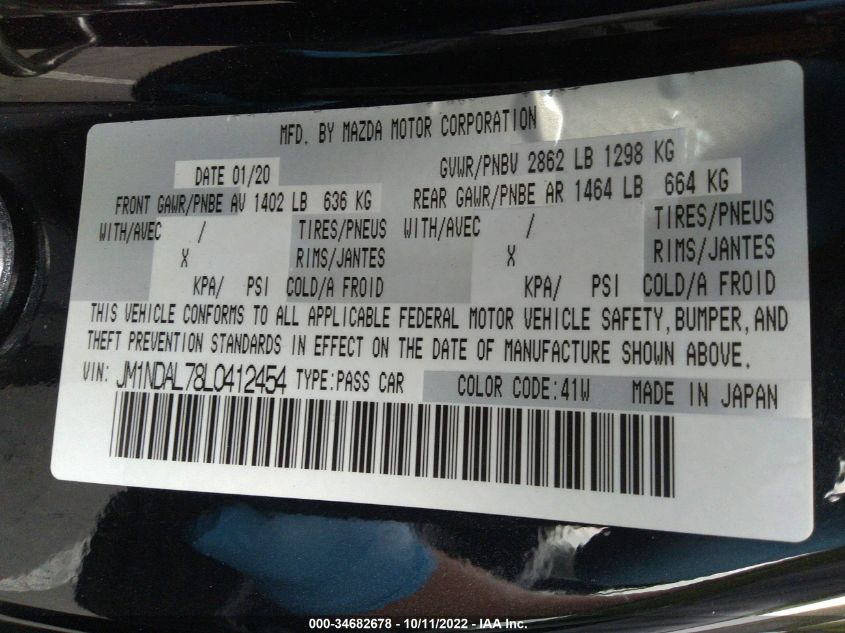 MFD. BY MAZDA MOTOR CORPORATION
DATE 01/20 GVWR/PNBV 2862 LB 1298 KG
FRONT GAWR/PNBE AV 1402 LB 636 KG REAR GAWR/PNBE AR 1464 LB 664 KG
WITH/AVEC / TIRES/PNEUS WITH/AVEC / TIRES/PNEUS
X RIMS/JANTES X RIMS/JANTES
KPA/ PSI COLD/A FROID KPA/ PSI COLD/A FROID
THIS VEHICLE CONFORMS TO ALL APPLICABLE FEDERAL MOTOR VEHICLE SAFETY, BUMPER, AND
THEFT PREVENTION STANDARDS IN EFFECT ON THE DATE OF MANUFACTURE SHOWN ABOVE.
VIN: JM1NDAL78L0412454 TYPE:PASS CAR COLOR CODE:41W MADE IN JAPAN
000-34682678 - 10/11/2022 - IAA Inc.